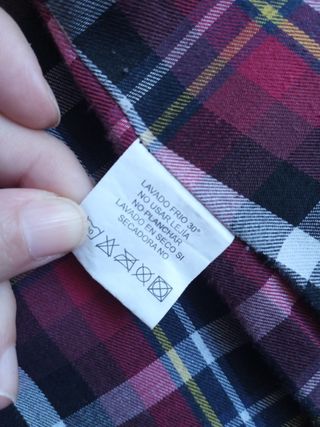 LAVADO FRIO 30°
NO USAR LEJIA
NO PLANCHAR
LAVADO EN SECO SI
SECADORA NO